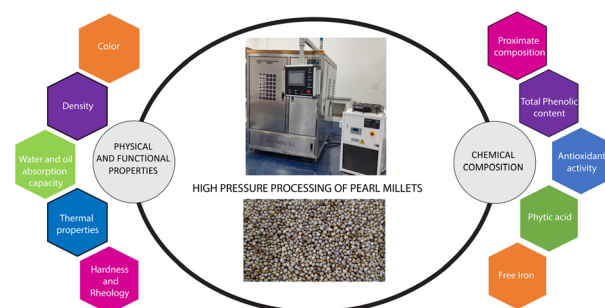 Color
Density
Water and oil
absorption
capacity
Thermal
properties
Hardness
and
Rheology
PHYSICAL
AND FUNCTIONAL
PROPERTIES
HIGH PRESSURE PROCESSING OF PEARL MILLETS
CHEMICAL
COMPOSITION
Proximate
composition
Total Phenolic
content
Antioxidant
activity
Phytic acid
Free Iron